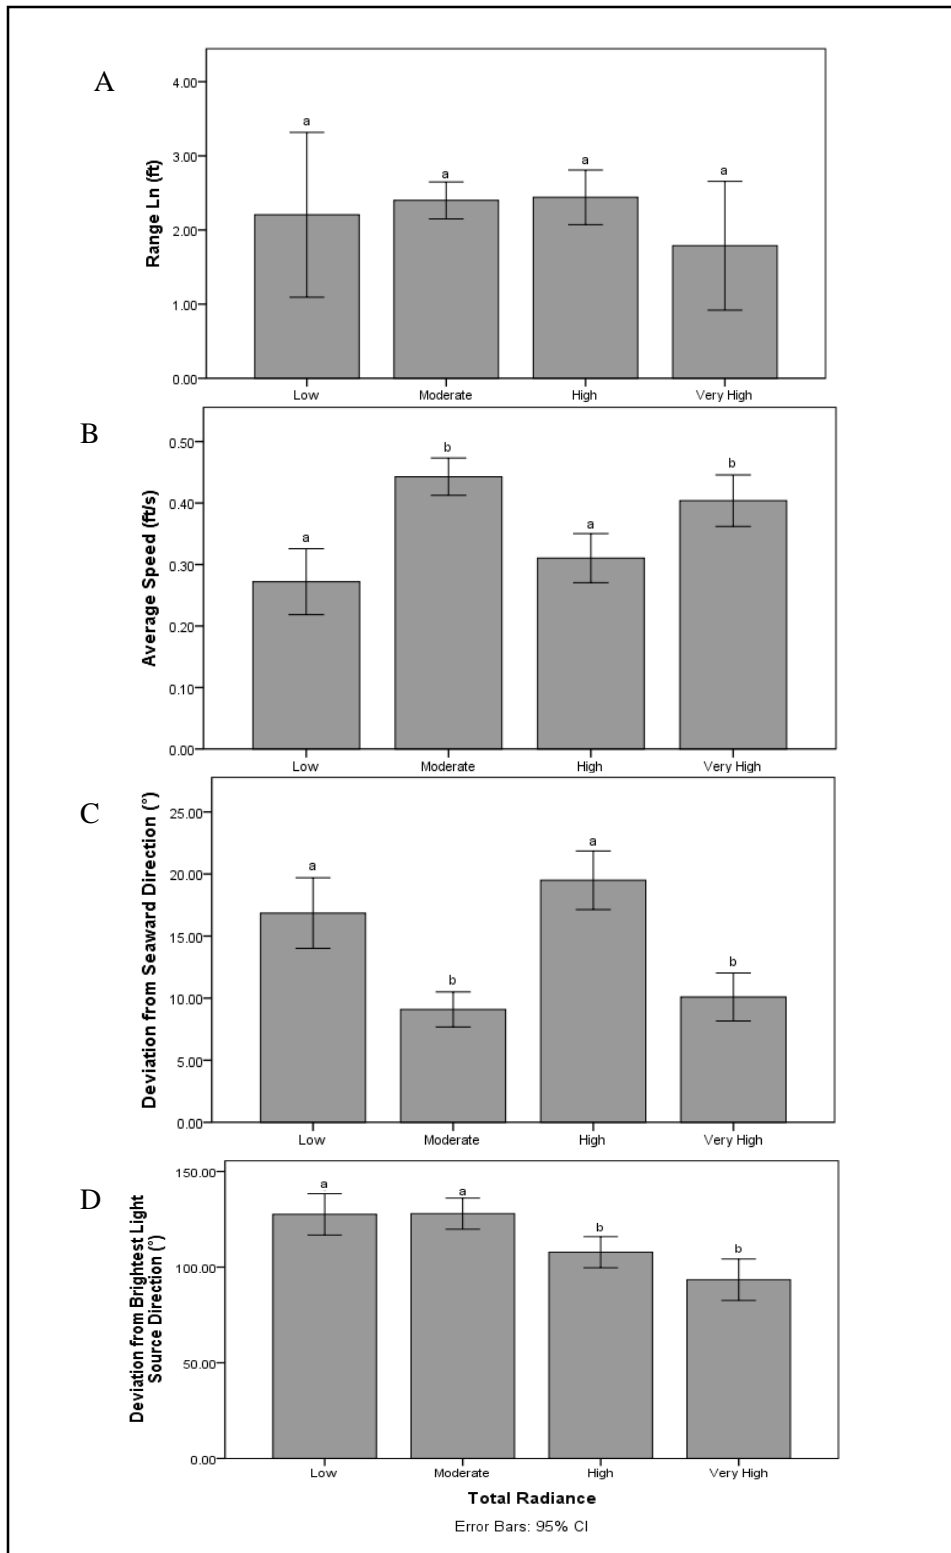 A
Range Ln (ft)
4.00
3.00
2.00
1.00
0.00
a
a
a
a
Low Moderate High Very High
B
Average Speed (ft/s)
0.50
0.40
0.30
0.20
0.10
0.00
a
b
a
b
Low Moderate High Very High
C
Deviation from Seaward Direction (°)
25.00
20.00
15.00
10.00
5.00
0.00
a
b
a
b
Low Moderate High Very High
D
Deviation from Brightest Light
Source Direction (°)
150.00
100.00
50.00
0.00
a
a
b
b
Low Moderate High Very High
Total Radiance
Error Bars: 95% CI